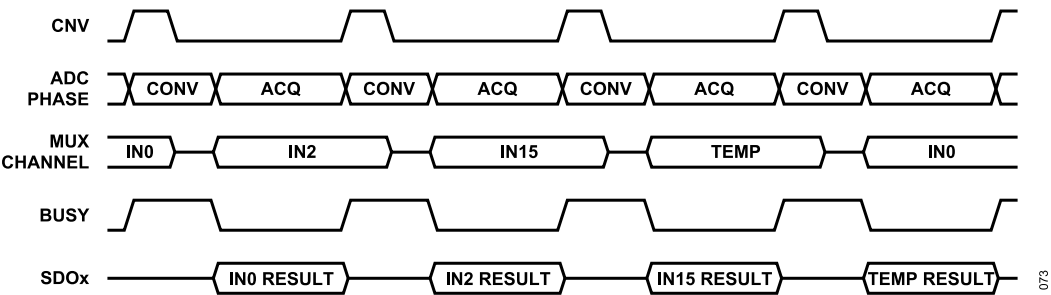 CNV
ADC
PHASE
CONV ACQ CONV ACQ CONV ACQ CONV ACQ
MUX
CHANNEL
IN0 IN2 IN15 TEMP IN0
BUSY
SDOx
IN0 RESULT IN2 RESULT IN15 RESULT TEMP RESULT
073